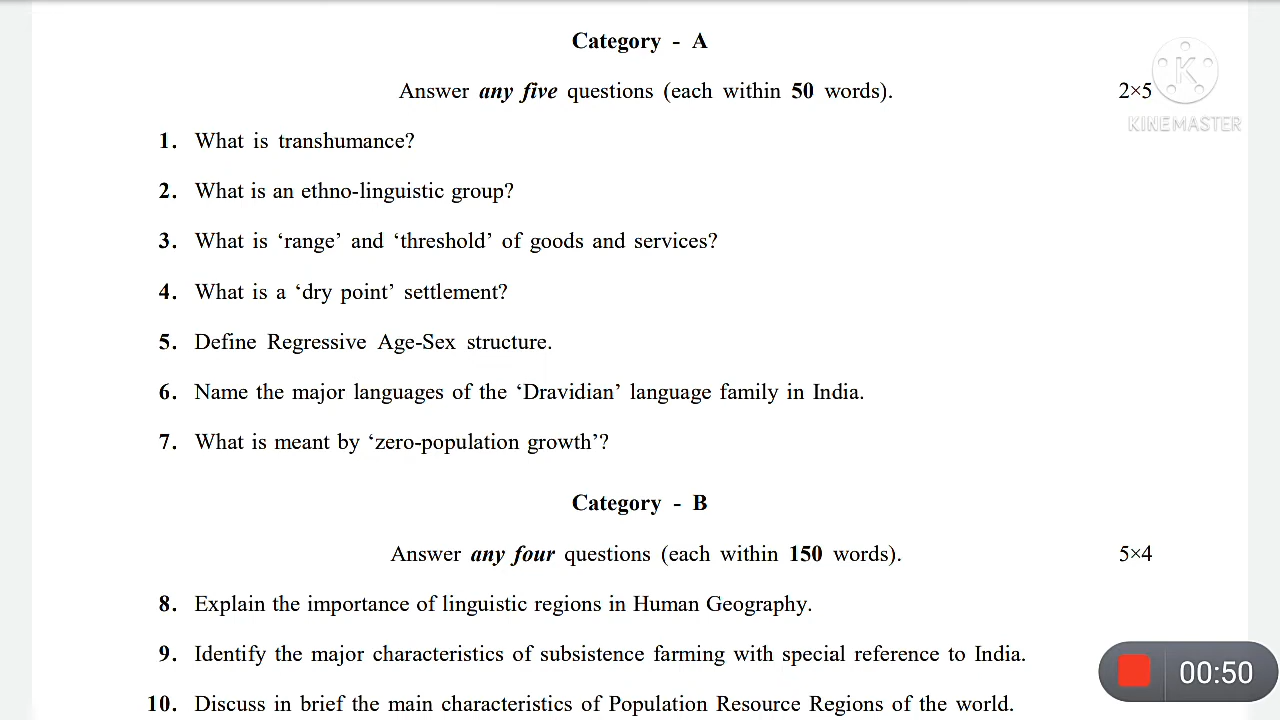 Category - A
Answer any five questions (each within 50 words). 2×5
KINEMASTER
1. What is transhumance?
2. What is an ethno-linguistic group?
3. What is ‘range’ and ‘threshold’ of goods and services?
4. What is a ‘dry point’ settlement?
5. Define Regressive Age-Sex structure.
6. Name the major languages of the ‘Dravidian’ language family in India.
7. What is meant by ‘zero-population growth’?
Category - B
Answer any four questions (each within 150 words). 5×4
8. Explain the importance of linguistic regions in Human Geography.
9. Identify the major characteristics of subsistence farming with special reference to India.
00:50
10. Discuss in brief the main characteristics of Population Resource Regions of the world.